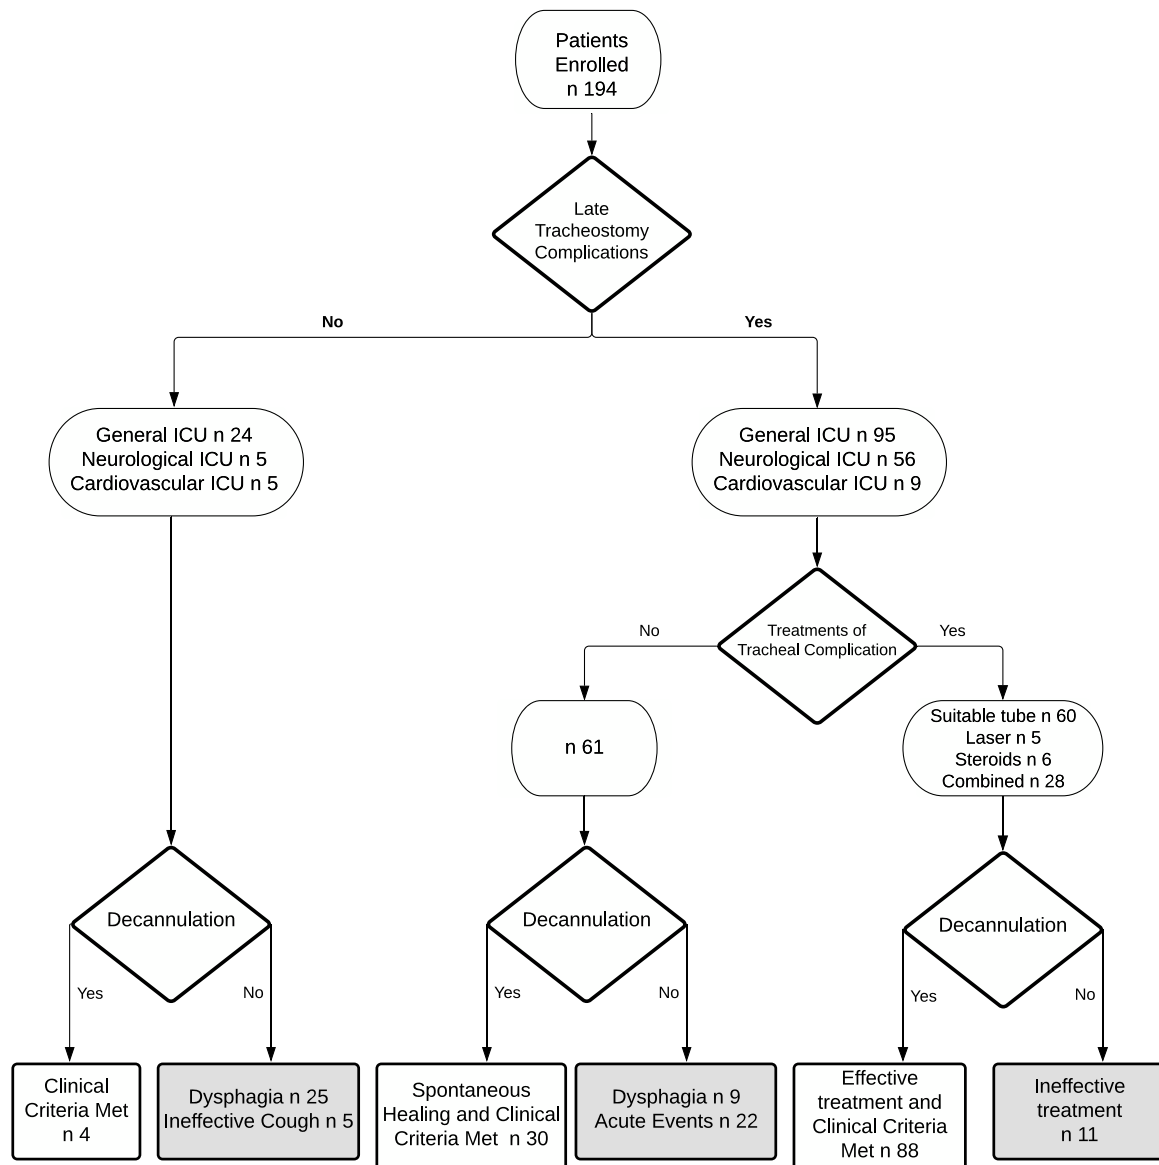 Patients
Enrolled
n 194
Late
Tracheostomy
Complications
No
Yes
General ICU n 24
Neurological ICU n 5
Cardiovascular ICU n 5
General ICU n 95
Neurological ICU n 56
Cardiovascular ICU n 9
Treatments of
Tracheal Complication
No
Yes
n 61
Suitable tube n 60
Laser n 5
Steroids n 6
Combined n 28
Decannulation
Decannulation
Decannulation
Yes
No
Yes
No
Yes
No
Clinical
Criteria Met
n 4
Dysphagia n 25
Ineffective Cough n 5
Spontaneous
Healing and Clinical
Criteria Met n 30
Dysphagia n 9
Acute Events n 22
Effective
treatment and
Clinical Criteria
Met n 88
Ineffective
treatment
n 11